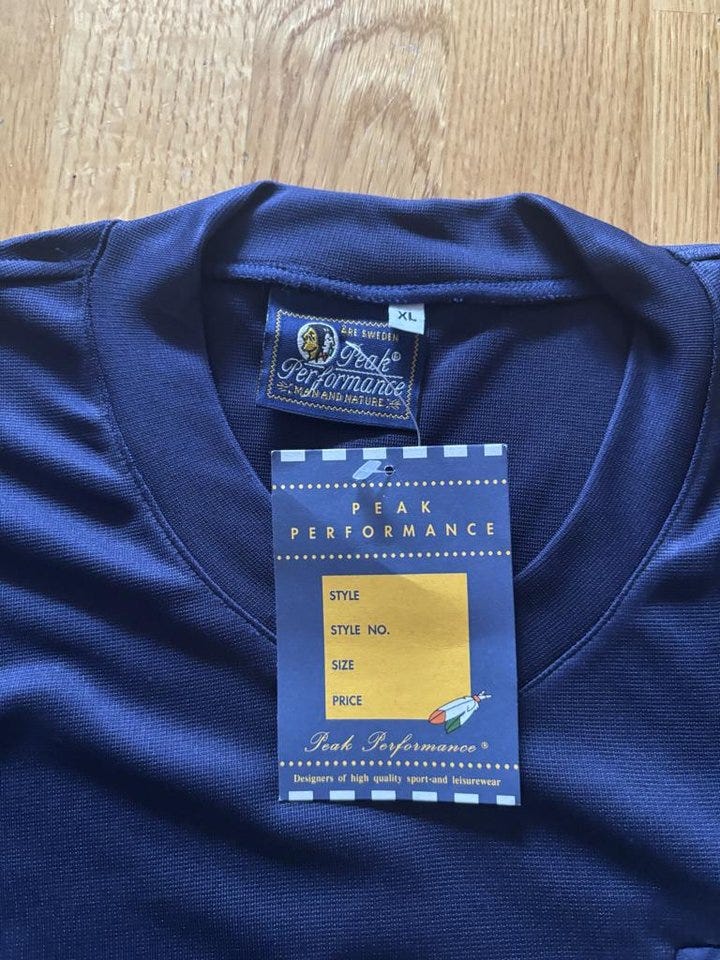 XL
ÅRE SWEDEN
Peak®
Performance
MAN AND NATURE
PEAK
PERFORMANCE
STYLE
STYLE NO.
SIZE
PRICE
Peak Performance®
Designers of high quality sport-and leisurewear